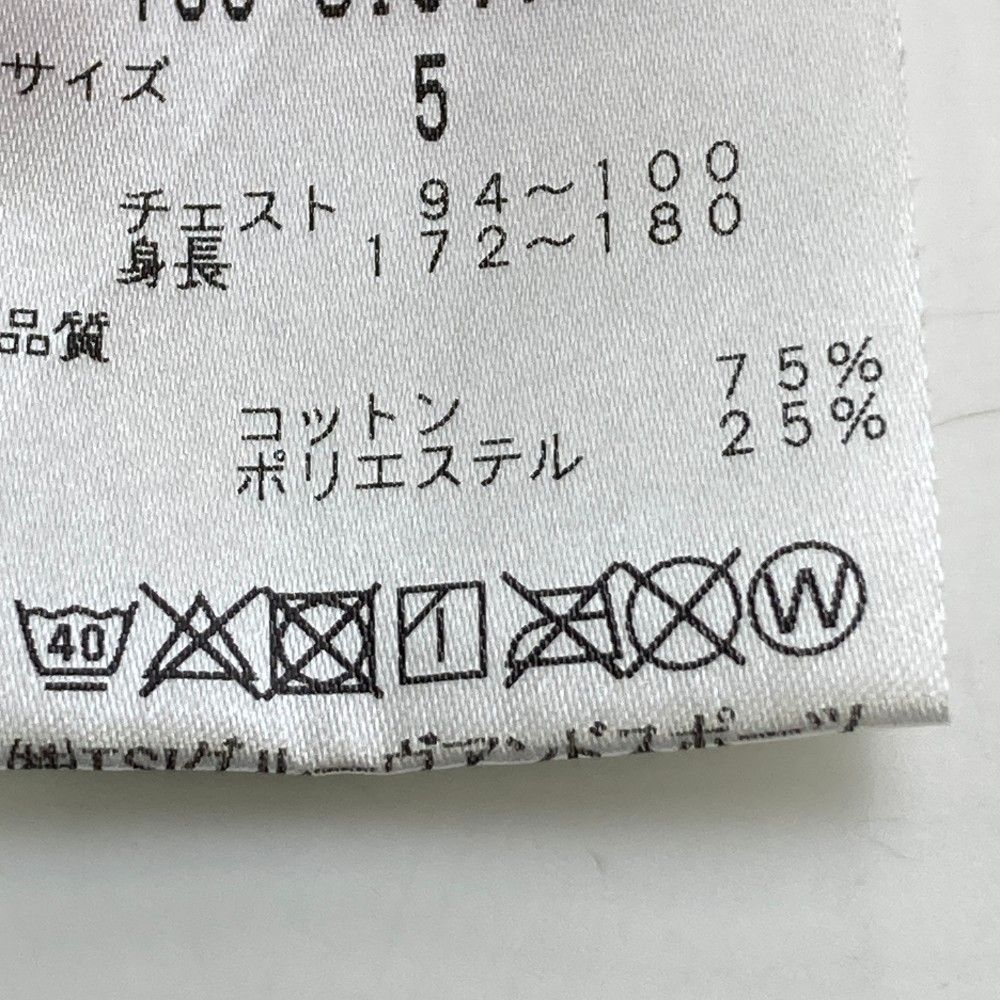 サイズ 5
チェスト 94～100
身長 172～180
品質
コットン 75%
ポリエステル 25%
40 W